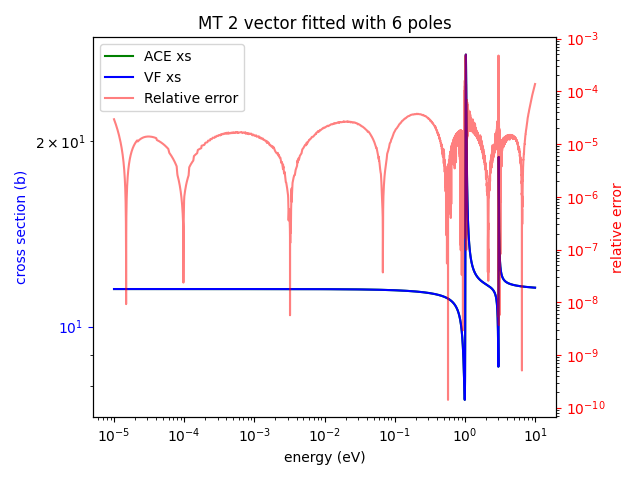 MT 2 vector fitted with 6 poles
ACE xs
VF xs
Relative error
cross section (b)
2 × 10¹
10¹
10⁻³
10⁻⁴
10⁻⁵
10⁻⁶
10⁻⁷
10⁻⁸
10⁻⁹
10⁻¹⁰
relative error
10⁻⁵ 10⁻⁴ 10⁻³ 10⁻² 10⁻¹ 10⁰ 10¹
energy (eV)